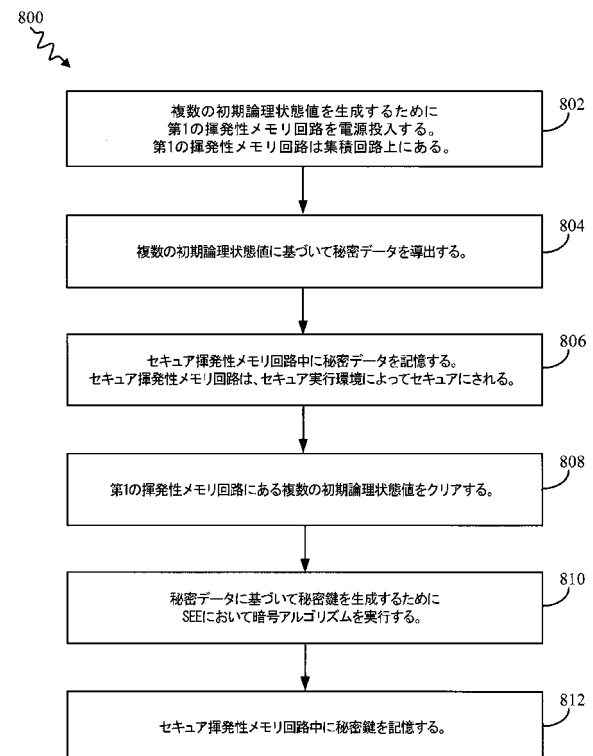 800
複数の初期論理状態値を生成するために
第1の揮発性メモリ回路を電源投入する。
第1の揮発性メモリ回路は集積回路上にある。
802
複数の初期論理状態値に基づいて秘密データを導出する。
804
セキュア揮発性メモリ回路中に秘密データを記憶する。
セキュア揮発性メモリ回路は、セキュア実行環境によってセキュアにされる。
806
第1の揮発性メモリ回路にある複数の初期論理状態値をクリアする。
808
秘密データに基づいて秘密鍵を生成するために
SEEにおいて暗号アルゴリズムを実行する。
810
セキュア揮発性メモリ回路中に秘密鍵を記憶する。
812